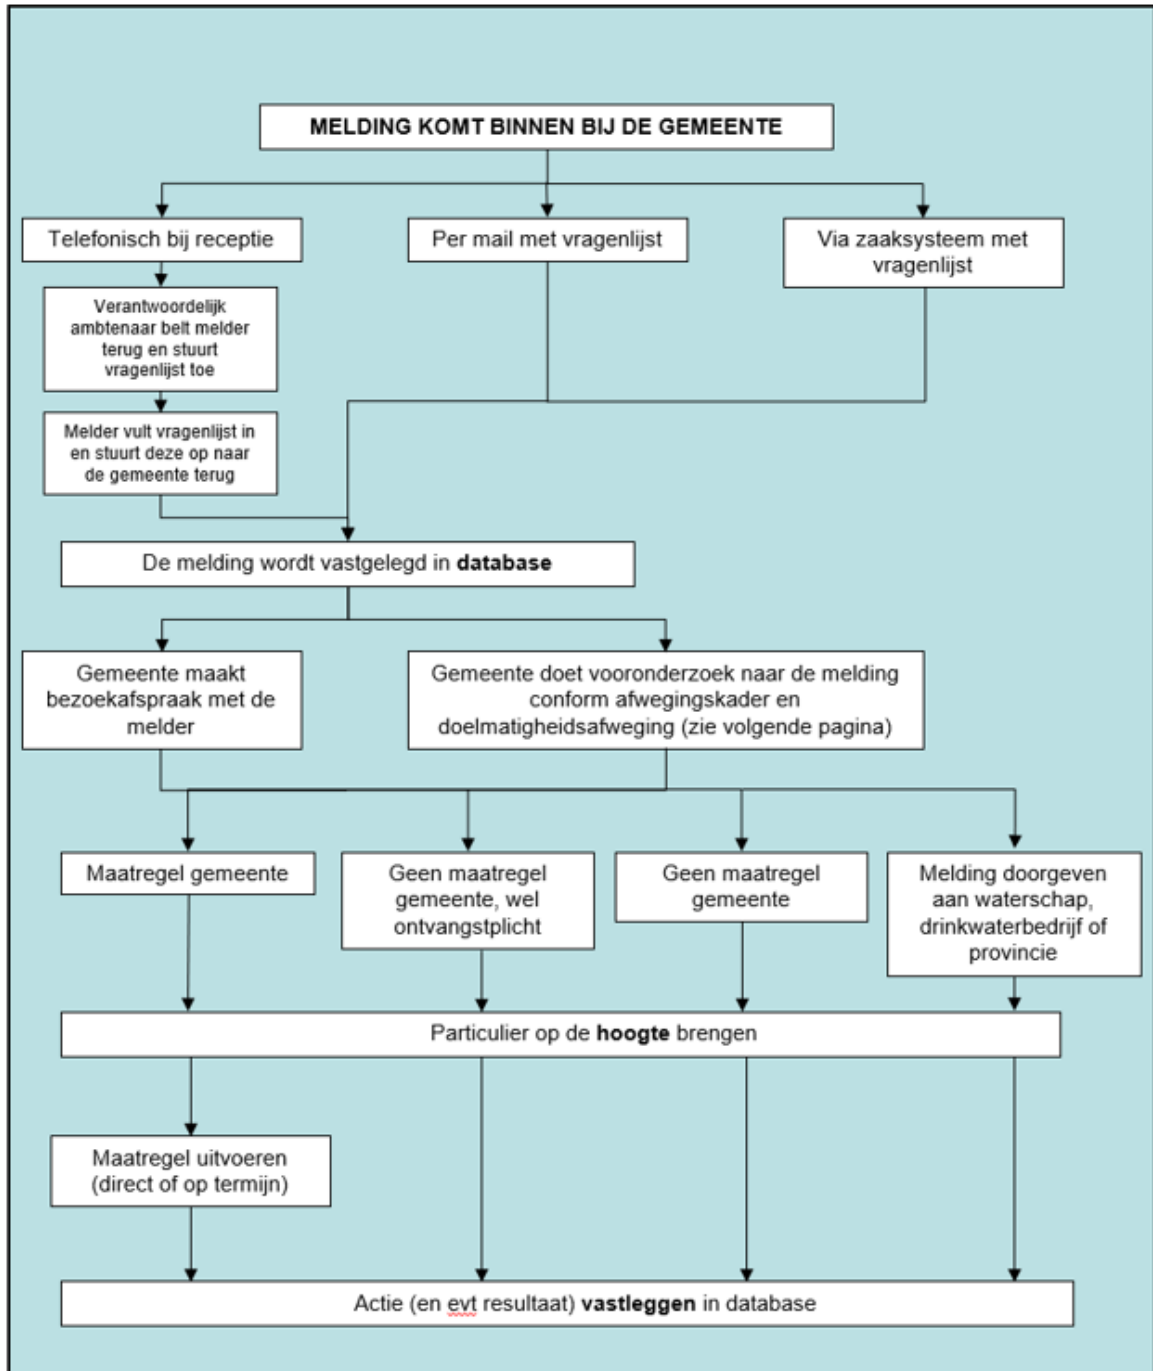 MELDING KOMT BINNEN BIJ DE GEMEENTE
Telefonisch bij receptie
Per mail met vragenlijst
Via zaaksysteem met
vragenlijst
Verantwoordelijk
ambtenaar belt melder
terug en stuurt
vragenlijst toe
Melder vult vragenlijst in
en stuurt deze op naar
de gemeente terug
De melding wordt vastgelegd in database
Gemeente maakt
bezoekafspraak met de
melder
Gemeente doet vooronderzoek naar de melding
conform afwegingskader en
doelmatigheidsafweging (zie volgende pagina)
Maatregel gemeente
Geen maatregel
gemeente, wel
ontvangstplicht
Geen maatregel
gemeente
Melding doorgeven
aan waterschap,
drinkwaterbedrijf of
provincie
Particulier op de hoogte brengen
Maatregel uitvoeren
(direct of op termijn)
Actie (en evt resultaat) vastleggen in database